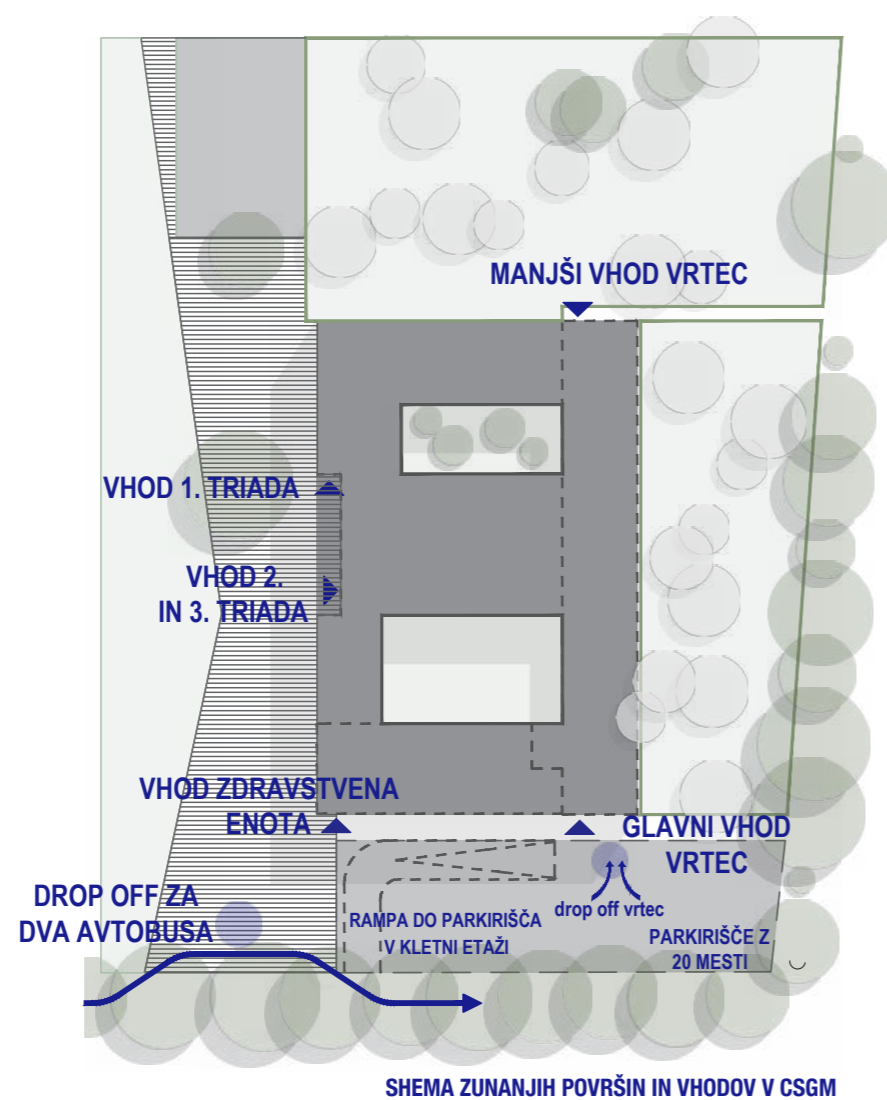 MANJŠI VHOD VRTEC
VHOD 1. TRIADA
VHOD 2.
IN 3. TRIADA
VHOD ZDRAVSTVENA
ENOTA
GLAVNI VHOD
VRTEC
DROP OFF ZA
DVA AVTOBUSA
RAMPA DO PARKIRIŠČA
V KLETNI ETAŽI
drop off vrtec
PARKIRIŠČE Z
20 MESTI
SHEMA ZUNANJIH POVRŠIN IN VHODOV V CSGM